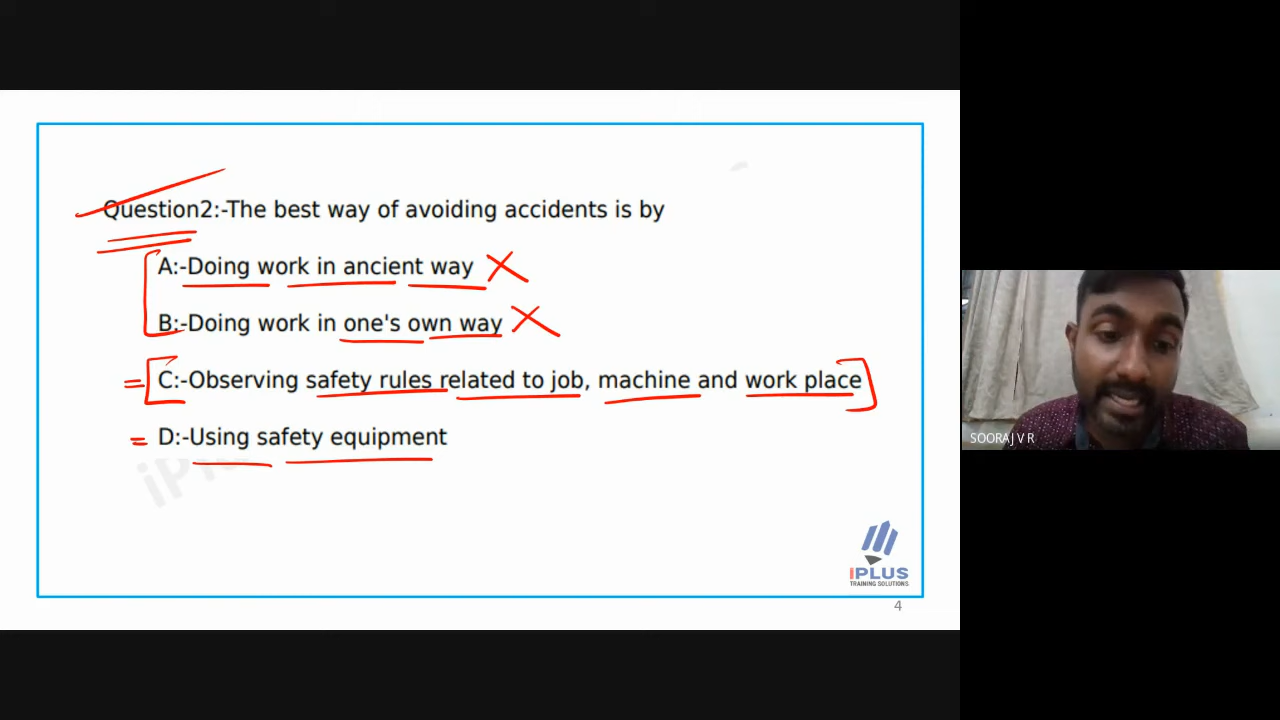 Question2:-The best way of avoiding accidents is by
A:-Doing work in ancient way
B:-Doing work in one's own way
C:-Observing safety rules related to job, machine and work place
D:-Using safety equipment
iPlu
IPLUS
TRAINING SOLUTIONS
4
SOORAJ V R